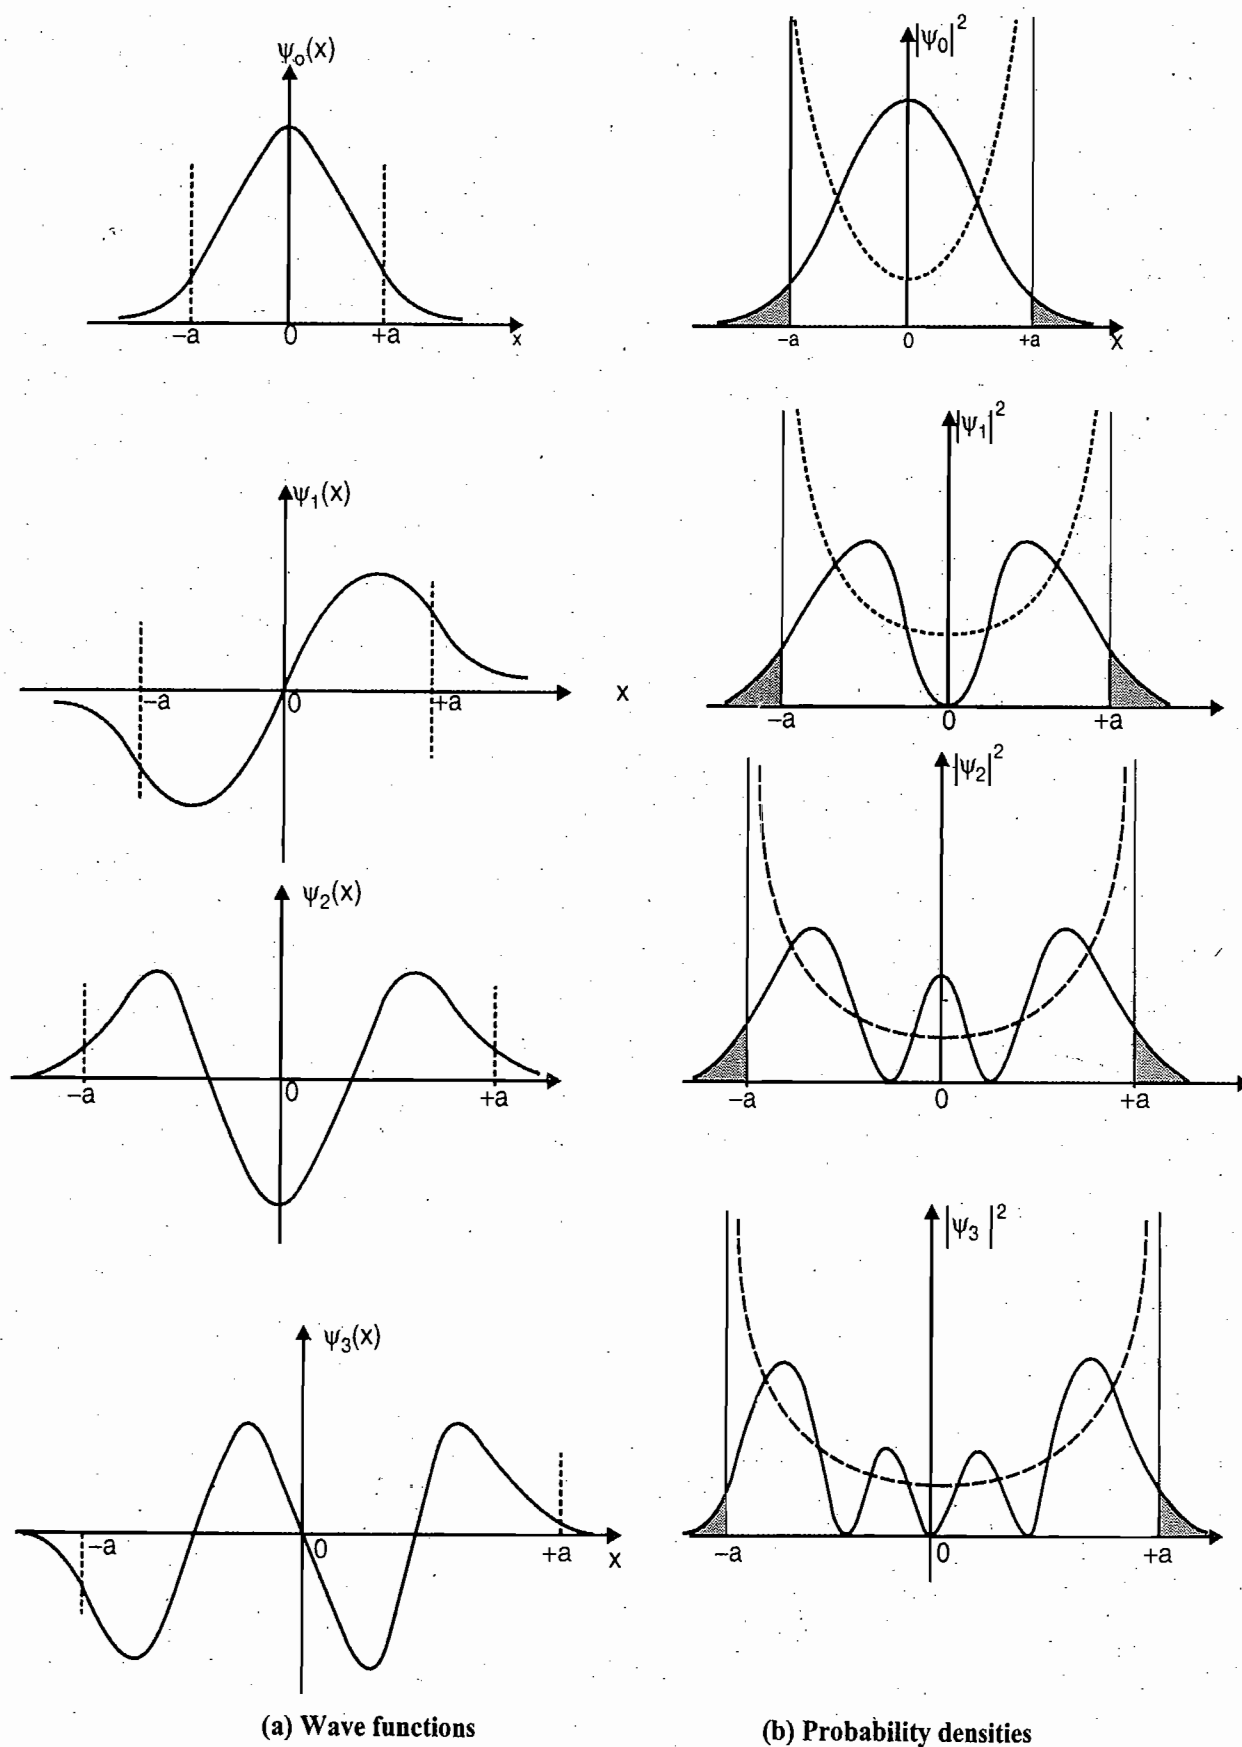 ψ₀(x)
−a 0 +a x
|ψ₀|²
−a 0 +a x
ψ₁(x)
−a 0 +a x
|ψ₁|²
−a 0 +a
ψ₂(x)
−a 0 +a
|ψ₂|²
−a 0 +a
ψ₃(x)
−a 0 +a x
|ψ₃|²
−a 0 +a
(a) Wave functions
(b) Probability densities